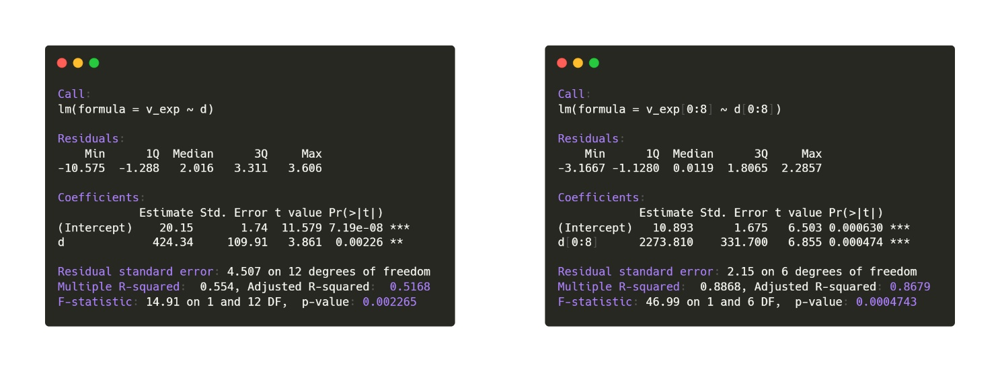 Call:
lm(formula = v_exp ~ d)
Residuals:
Min 1Q Median 3Q Max
-10.575 -1.288 2.016 3.311 3.606
Coefficients:
Estimate Std. Error t value Pr(>|t|)
(Intercept) 20.15 1.74 11.579 7.19e-08 ***
d 424.34 109.91 3.861 0.00226 **
Residual standard error: 4.507 on 12 degrees of freedom
Multiple R-squared: 0.554, Adjusted R-squared: 0.5168
F-statistic: 14.91 on 1 and 12 DF, p-value: 0.002265
Call:
lm(formula = v_exp[0:8] ~ d[0:8])
Residuals:
Min 1Q Median 3Q Max
-3.1667 -1.1280 0.0119 1.8065 2.2857
Coefficients:
Estimate Std. Error t value Pr(>|t|)
(Intercept) 10.893 1.675 6.503 0.000630 ***
d[0:8] 2273.810 331.700 6.855 0.000474 ***
Residual standard error: 2.15 on 6 degrees of freedom
Multiple R-squared: 0.8868, Adjusted R-squared: 0.8679
F-statistic: 46.99 on 1 and 6 DF, p-value: 0.0004743